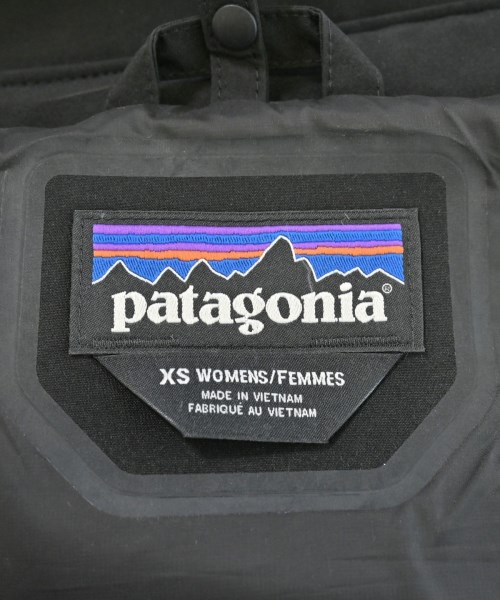 patagonia®
XS WOMENS/FEMMES
MADE IN VIETNAM
FABRIQUÉ AU VIETNAM